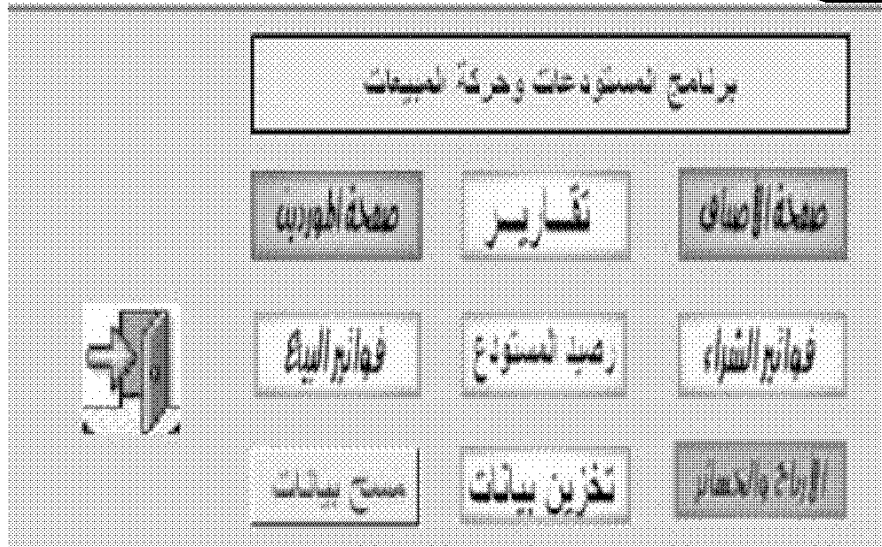 برنامج المستودعات وحركة المبيعات
صفحة الأصناف
تقــاريــر
صفحة الموردين
فواتير الشراء
رصيد المستودع
فواتير البيع
الأرباح والخسائر
تخزين بيانات
مسح بيانات